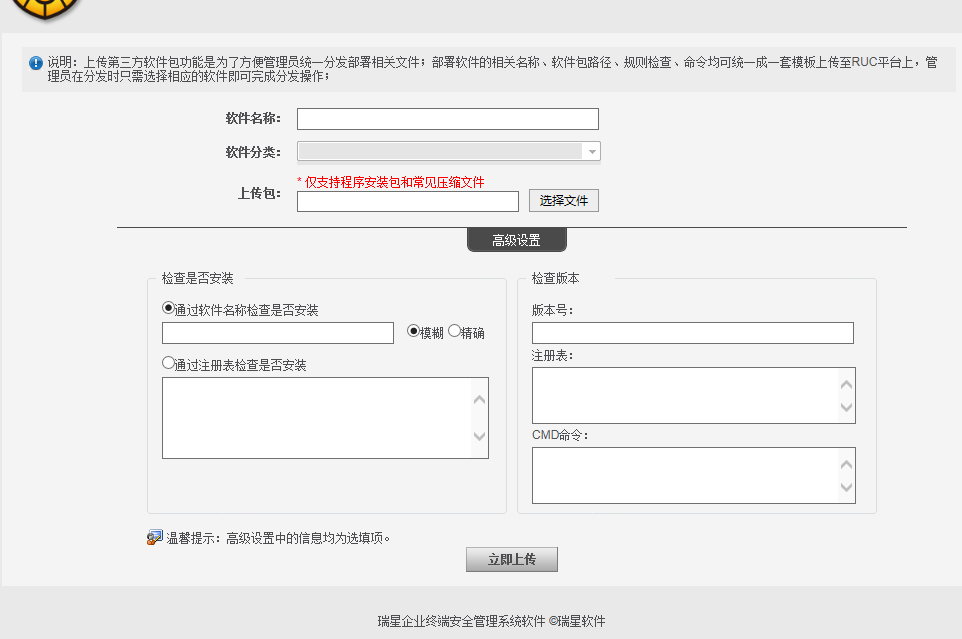 说明：上传第三方软件包功能是为了方便管理员统一分发部署相关文件；部署软件的相关名称、软件包路径、规则检查、命令均可统一成一套模板上传至RUC平台上，管
理员在分发时只需选择相应的软件即可完成分发操作；
软件名称：
软件分类：
* 仅支持程序安装包和常见压缩文件
上传包：
选择文件
高级设置
检查是否安装
通过软件名称检查是否安装
模糊 精确
通过注册表检查是否安装
检查版本
版本号：
注册表：
CMD命令：
温馨提示：高级设置中的信息均为选填项。
立即上传
瑞星企业终端安全管理系统软件 ©瑞星软件